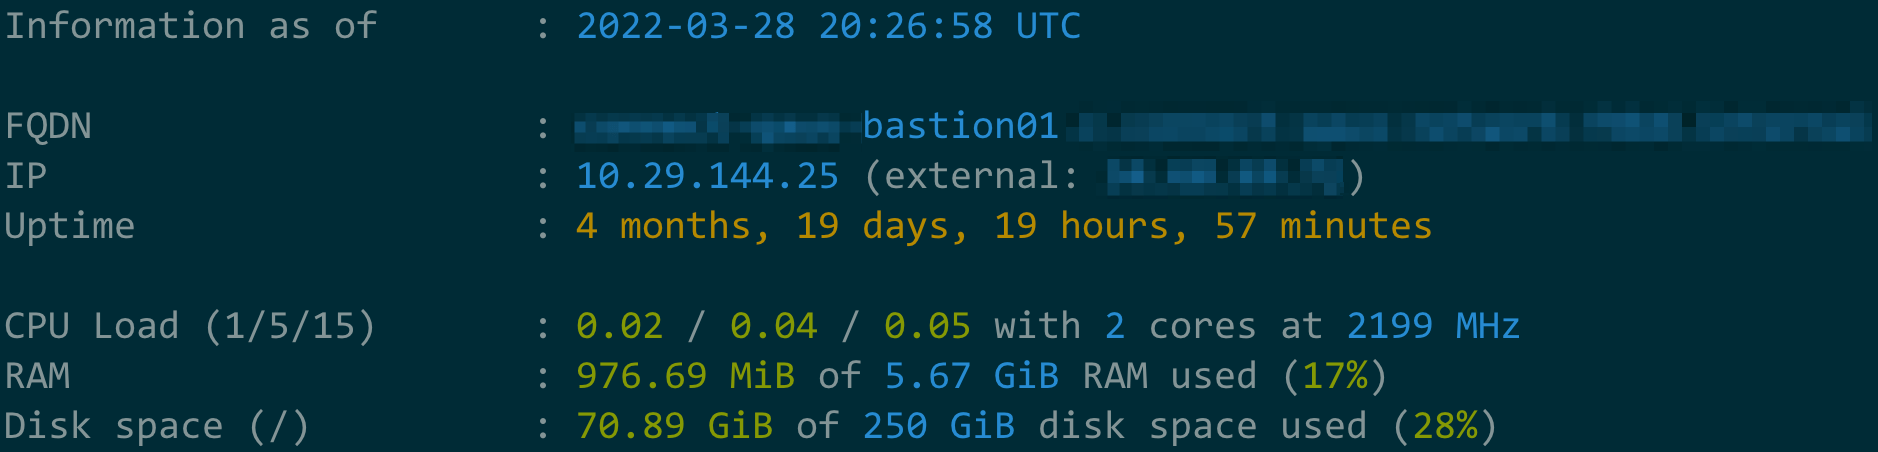 Information as of : 2022-03-28 20:26:58 UTC
FQDN : bastion01
IP : 10.29.144.25 (external: )
Uptime : 4 months, 19 days, 19 hours, 57 minutes
CPU Load (1/5/15) : 0.02 / 0.04 / 0.05 with 2 cores at 2199 MHz
RAM : 976.69 MiB of 5.67 GiB RAM used (17%)
Disk space (/) : 70.89 GiB of 250 GiB disk space used (28%)